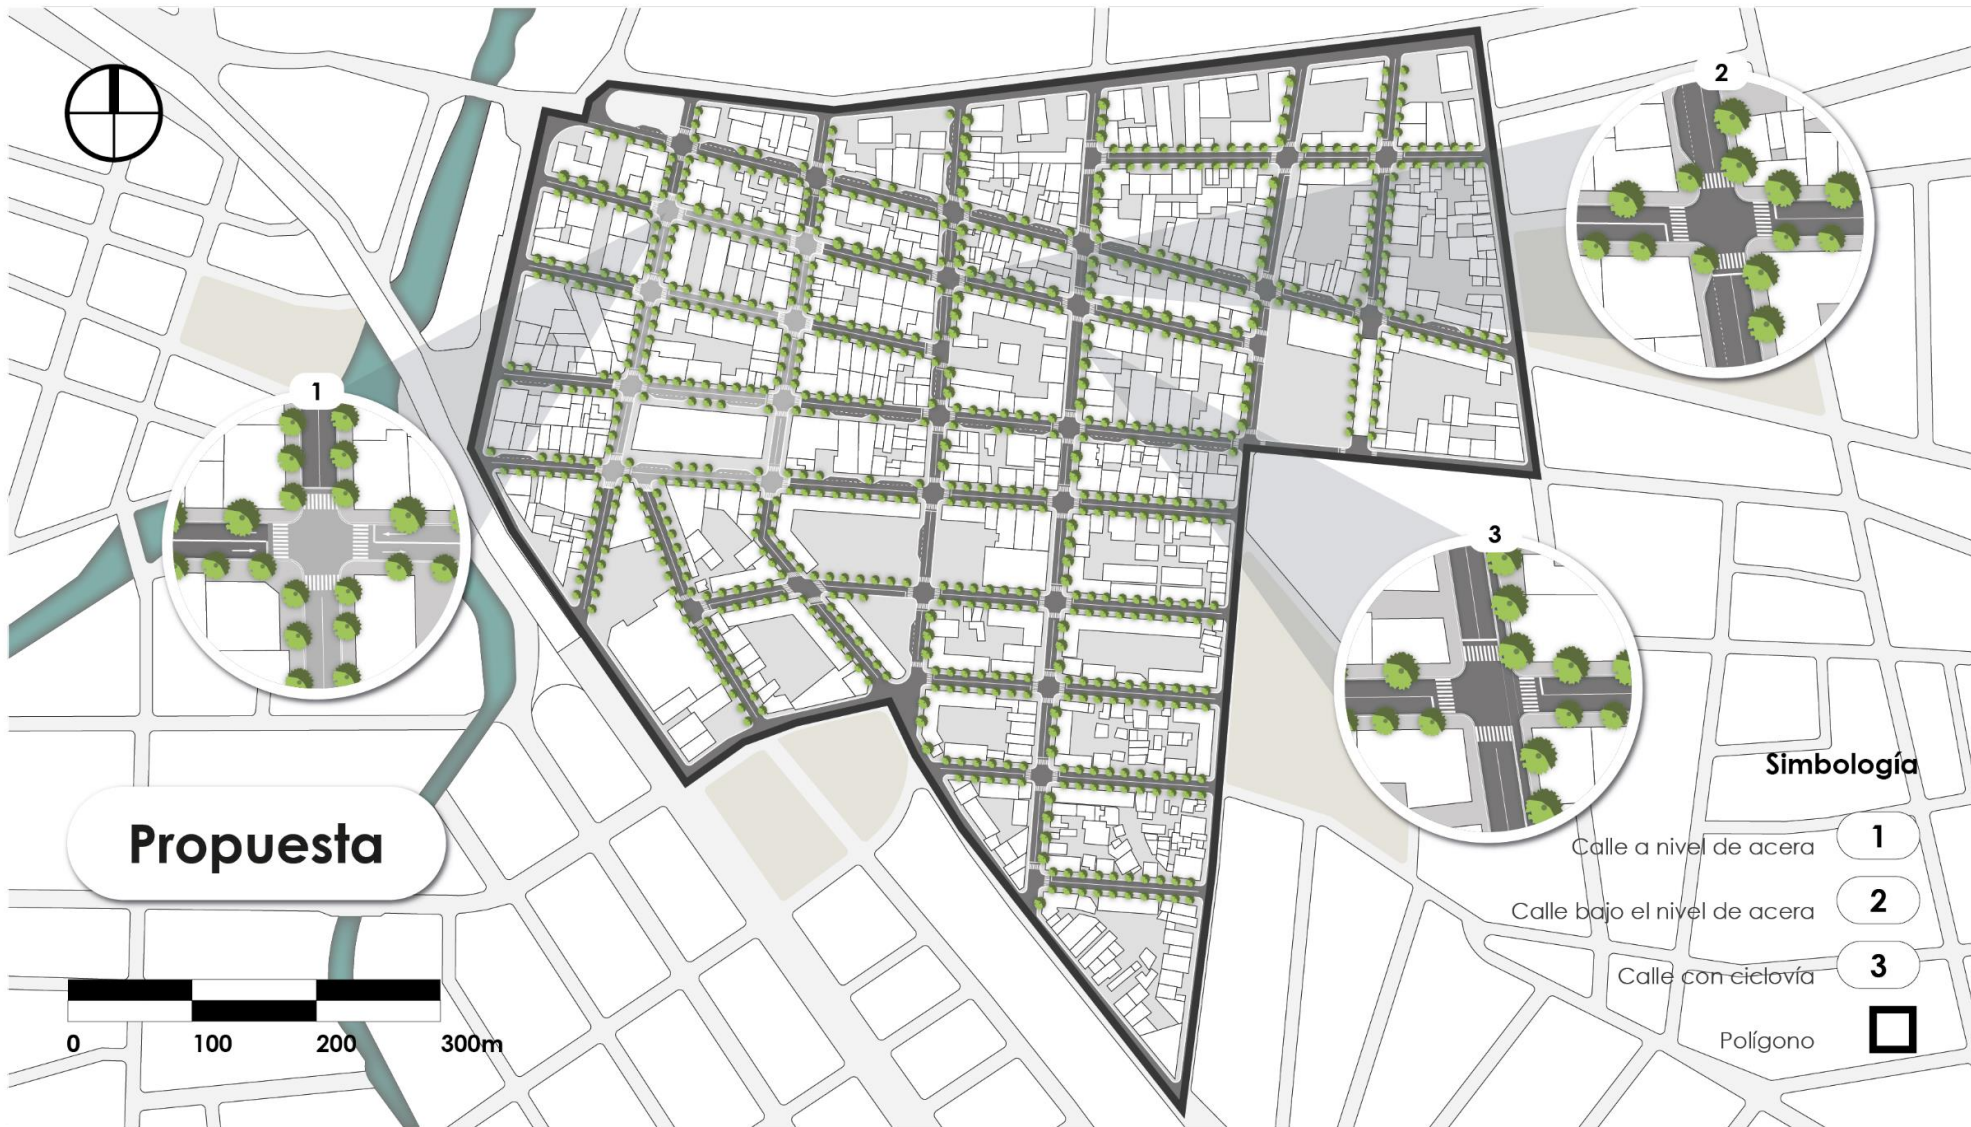 2
1
3
Simbología
Propuesta
Calle a nivel de acera 1
Calle bajo el nivel de acera 2
Calle con ciclovía 3
Polígono
0 100 200 300m